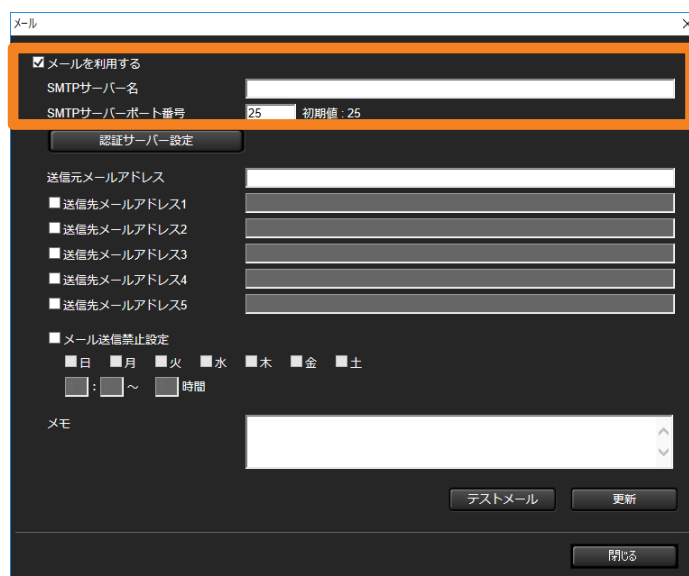 メール
メールを利用する
SMTPサーバー名
SMTPサーバーポート番号 25 初期値 : 25
認証サーバー設定
送信元メールアドレス
送信先メールアドレス1
送信先メールアドレス2
送信先メールアドレス3
送信先メールアドレス4
送信先メールアドレス5
メール送信禁止設定
日 月 火 水 木 金 土
: ～ 時間
メモ
テストメール 更新
閉じる